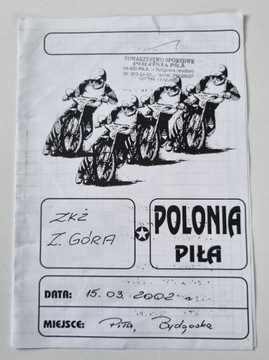 TOWARZYSTWO SPORTOWE
POLONIA PIŁA
ZKŻ
Z. GÓRA
POLONIA
PIŁA
DATA: 15.03.2002 r.
MIEJSCE: Piła, Bydgoska